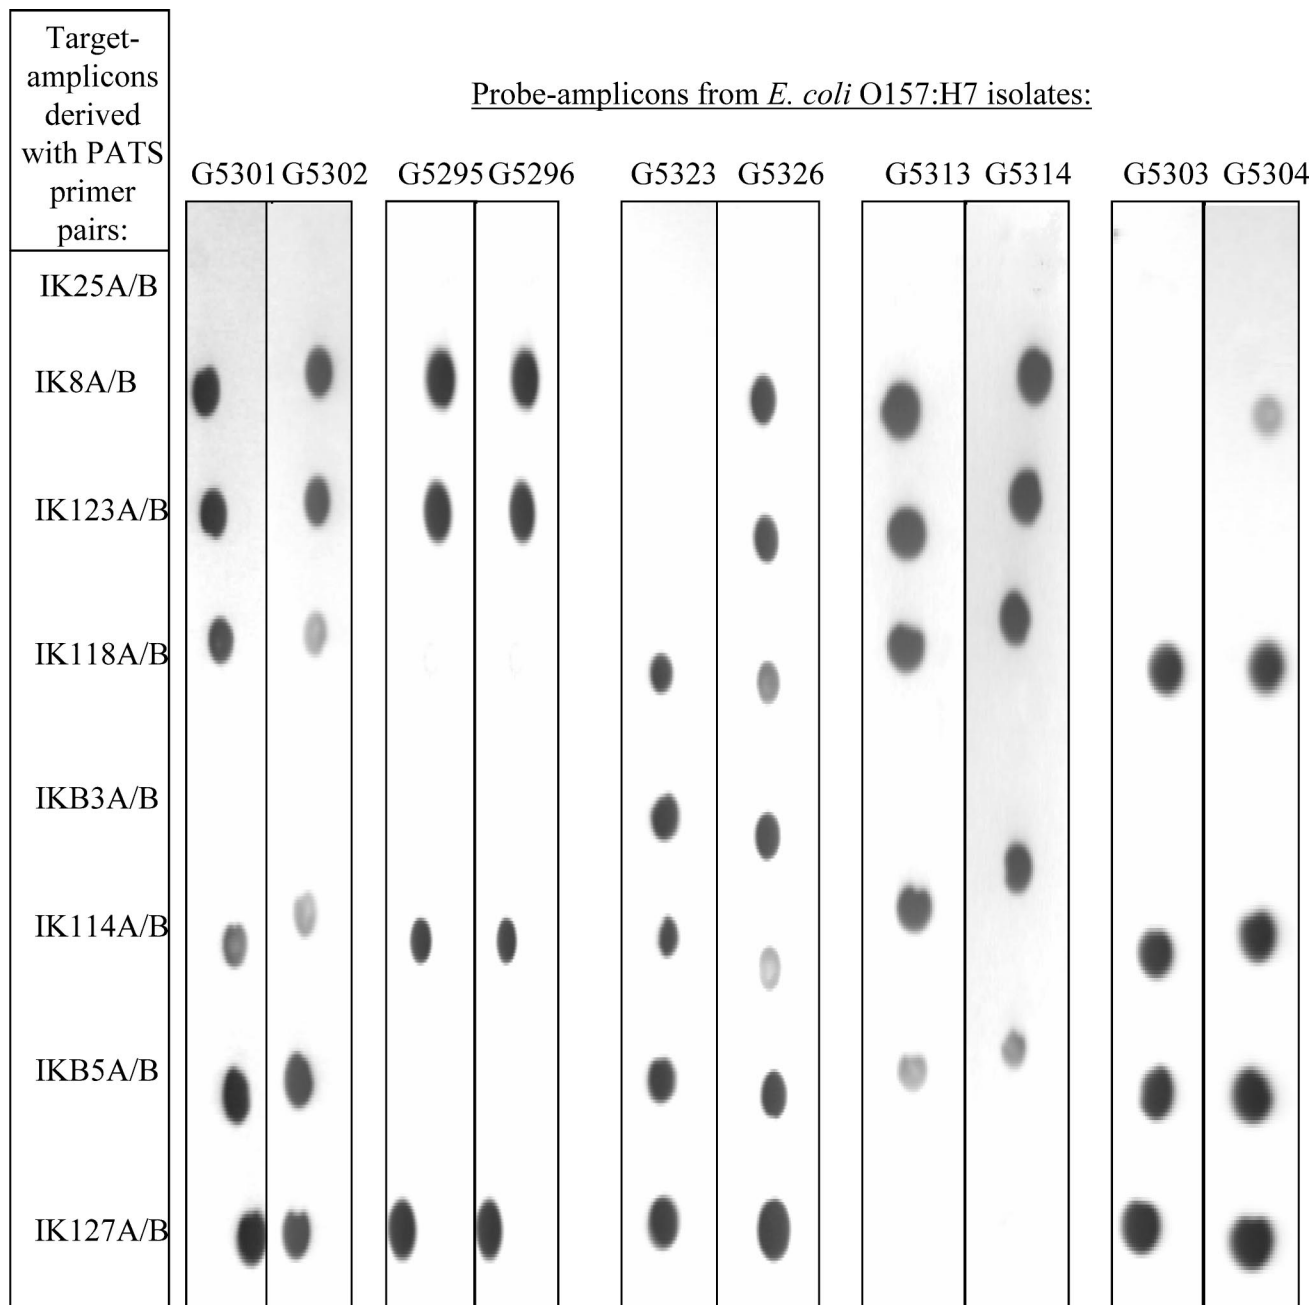 Target-
amplicons
derived
with PATS
primer
pairs:
Probe-amplicons from E. coli O157:H7 isolates:
G5301 G5302 G5295 G5296 G5323 G5326 G5313 G5314 G5303 G5304
IK25A/B
IK8A/B
IK123A/B
IK118A/B
IKB3A/B
IK114A/B
IKB5A/B
IK127A/B